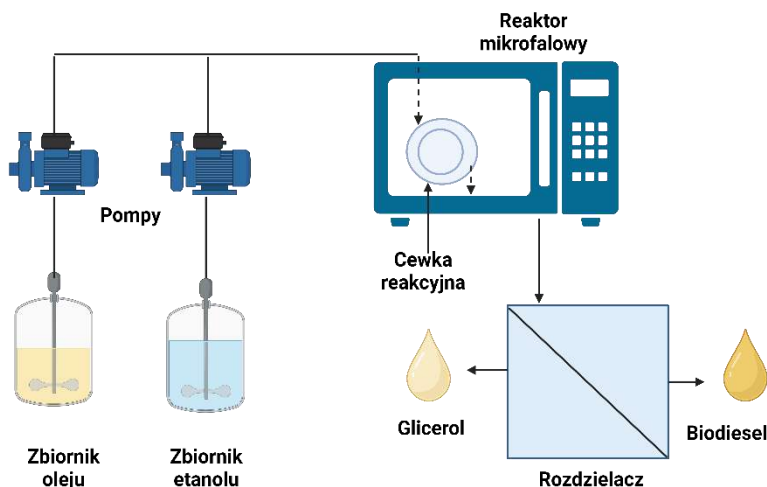 Reaktor
mikrofalowy
Pompy
Cewka
reakcyjna
Glicerol
Biodiesel
Zbiornik
oleju
Zbiornik
etanolu
Rozdzielacz